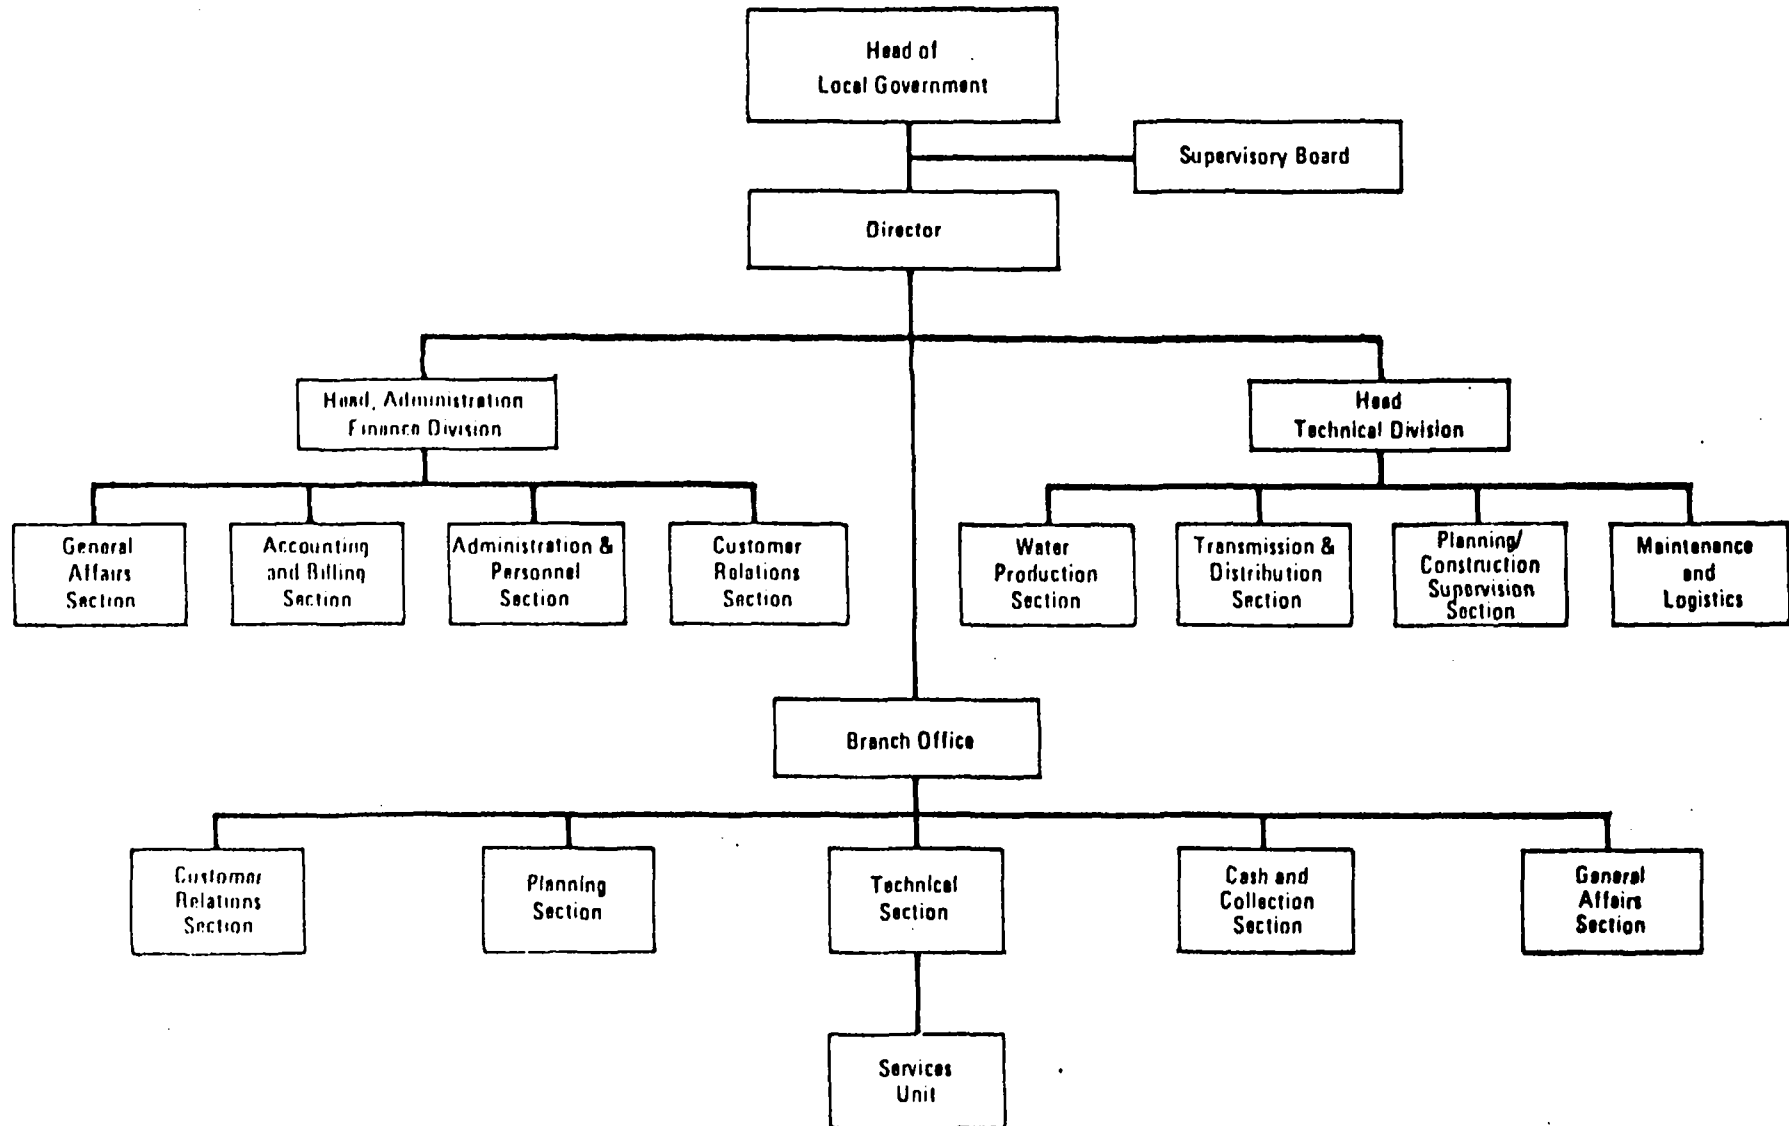 Head of
Local Government
Supervisory Board
Director
Head, Administration
Finance Division
Head
Technical Division
General
Affairs
Section
Accounting
and Billing
Section
Administration &
Personnel
Section
Customer
Relations
Section
Water
Production
Section
Transmission &
Distribution
Section
Planning/
Construction
Supervision
Section
Maintenance
and
Logistics
Branch Office
Customer
Relations
Section
Planning
Section
Technical
Section
Cash and
Collection
Section
General
Affairs
Section
Services
Unit